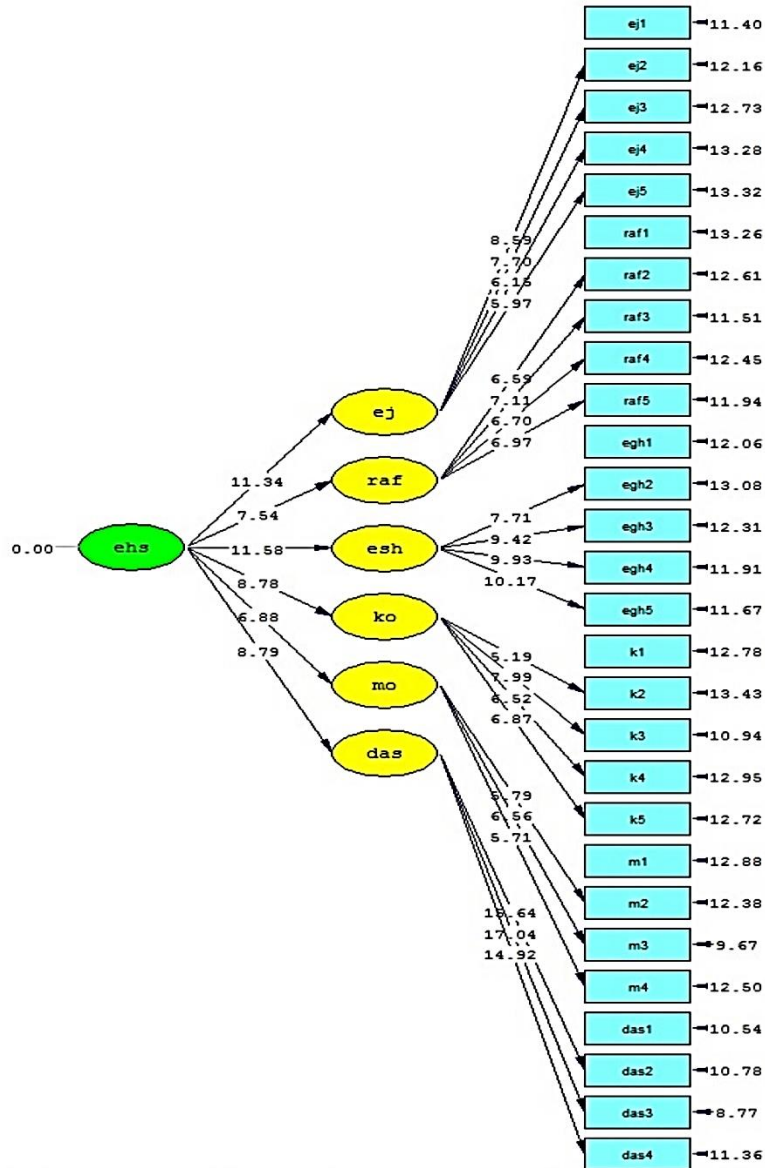 ej1 11.40
ej2 12.16
ej3 12.73
ej4 13.28
ej5 13.32
raf1 13.26
8.59
raf2 12.61
7.70
6.15
5.97
raf3 11.51
raf4 12.45
6.59
raf5 11.94
7.11
ej
6.70
6.97
egh1 12.06
11.34
raf
egh2 13.08
7.54
7.71
egh3 12.31
9.42
0.00 ehs 11.58 esh
9.93
egh4 11.91
8.78
10.17
egh5 11.67
6.88
ko
8.79
5.19
k1 12.78
7.99
mo
k2 13.43
6.52
6.87
k3 10.94
das
k4 12.95
5.79
6.56
k5 12.72
5.71
m1 12.88
m2 12.38
17.04
m3 9.67
14.92
m4 12.50
das1 10.54
das2 10.78
das3 8.77
das4 11.36